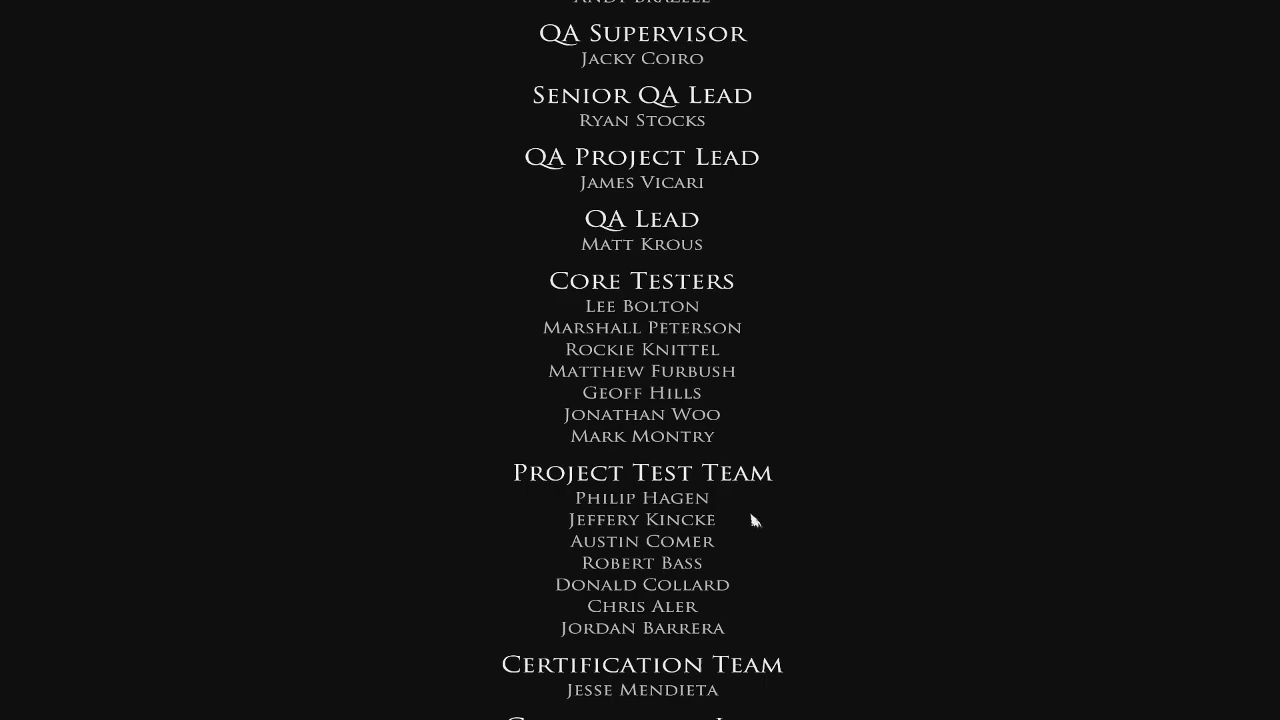 QA Supervisor
Jacky Coiro
Senior QA Lead
Ryan Stocks
QA Project Lead
James Vicari
QA Lead
Matt Krous
Core Testers
Lee Bolton
Marshall Peterson
Rockie Knittel
Matthew Furbush
Geoff Hills
Jonathan Woo
Mark Montry
Project Test Team
Philip Hagen
Jeffery Kincke
Austin Comer
Robert Bass
Donald Collard
Chris Aler
Jordan Barrera
Certification Team
Jesse Mendieta